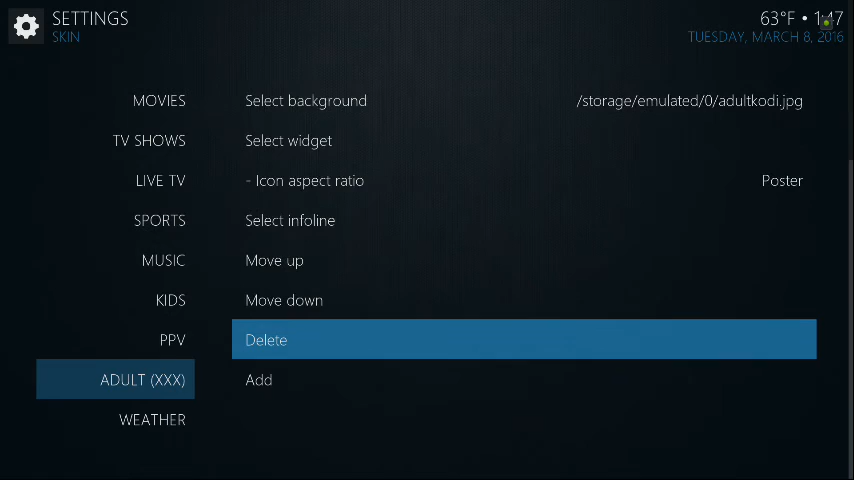 SETTINGS
SKIN
63°F • 1:47
TUESDAY, MARCH 8, 2016
MOVIES
Select background /storage/emulated/0/adultkodi.jpg
TV SHOWS
Select widget
LIVE TV
- Icon aspect ratio Poster
SPORTS
Select infoline
MUSIC
Move up
KIDS
Move down
PPV
Delete
ADULT (XXX)
Add
WEATHER